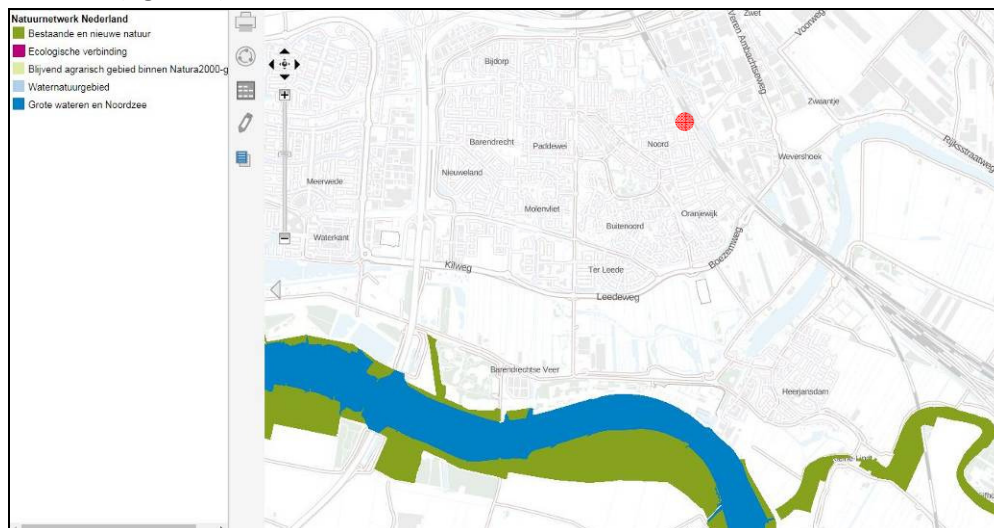 Natuurnetwerk Nederland
Bestaande en nieuwe natuur
Ecologische verbinding
Blijvend agrarisch gebied binnen Natura2000-g
Waternatuurgebied
Grote wateren en Noordzee
Zwet
Voorweg
Veren Ambachtseweg
Bijdorp
Zwaantje
Rijksstraatweg
Barendrecht
Paddewei
Noord
Wevershoek
Nieuweland
Meerwede
Molenvliet
Oranjewijk
Buitenoord
Waterkant
Boezemweg
Kilweg
Ter Leede
Leedeweg
Barendrechtse Veer
Heerjansdam